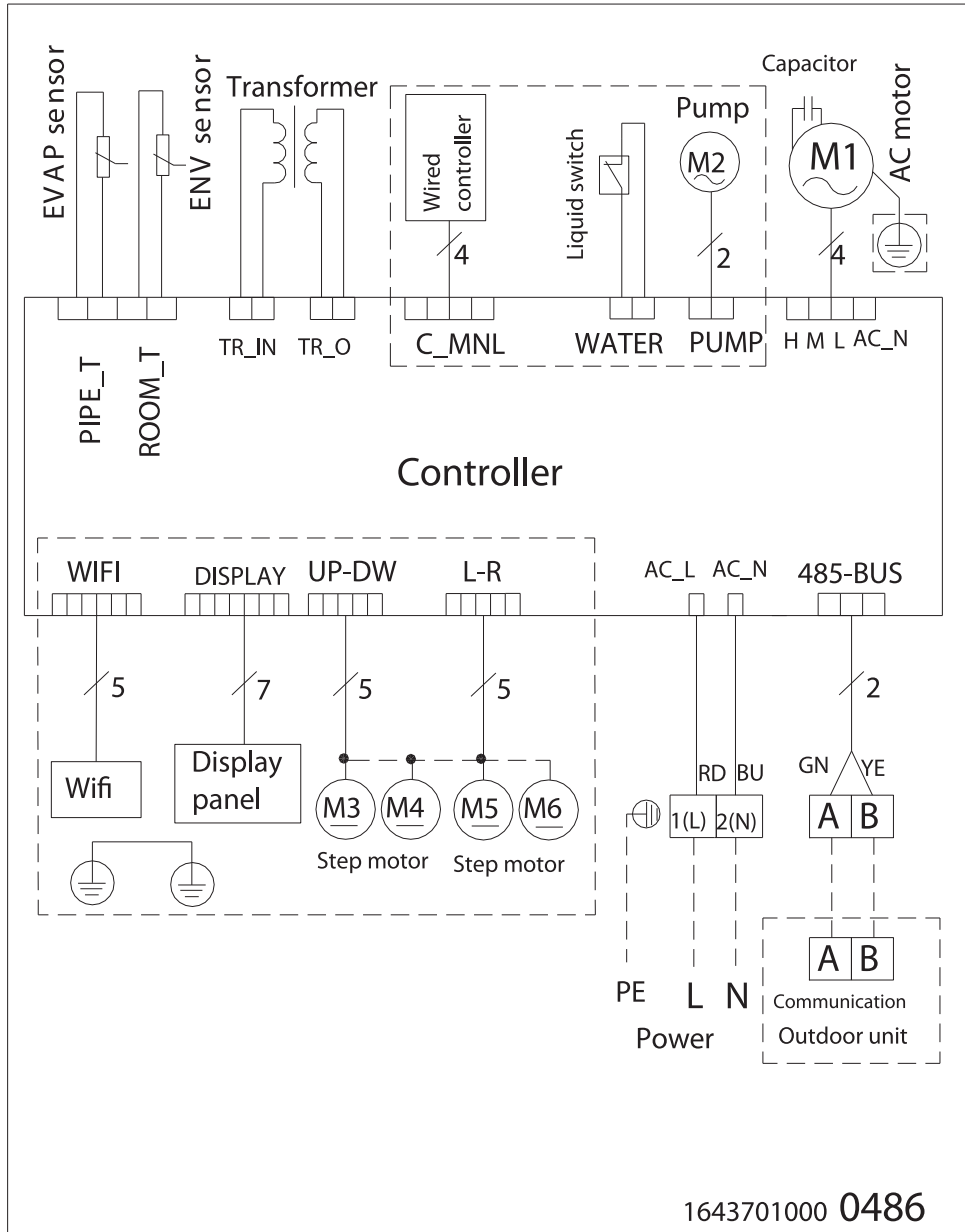 EVAP sensor
ENV sensor
Transformer
Wired
controller
4
Liquid switch
Pump
M2
2
Capacitor
M1
AC motor
4
PIPE_T
ROOM_T
TR_IN
TR_O
C_MNL
WATER
PUMP
H M L AC_N
Controller
WIFI
DISPLAY
UP-DW
L-R
AC_L
AC_N
485-BUS
5
7
5
5
2
Wifi
Display
panel
M3
M4
M5
M6
Step motor
Step motor
RD
BU
1(L)
2(N)
GN
YE
A B
A B
PE
L
N
Power
Communication
Outdoor unit
1643701000 0486